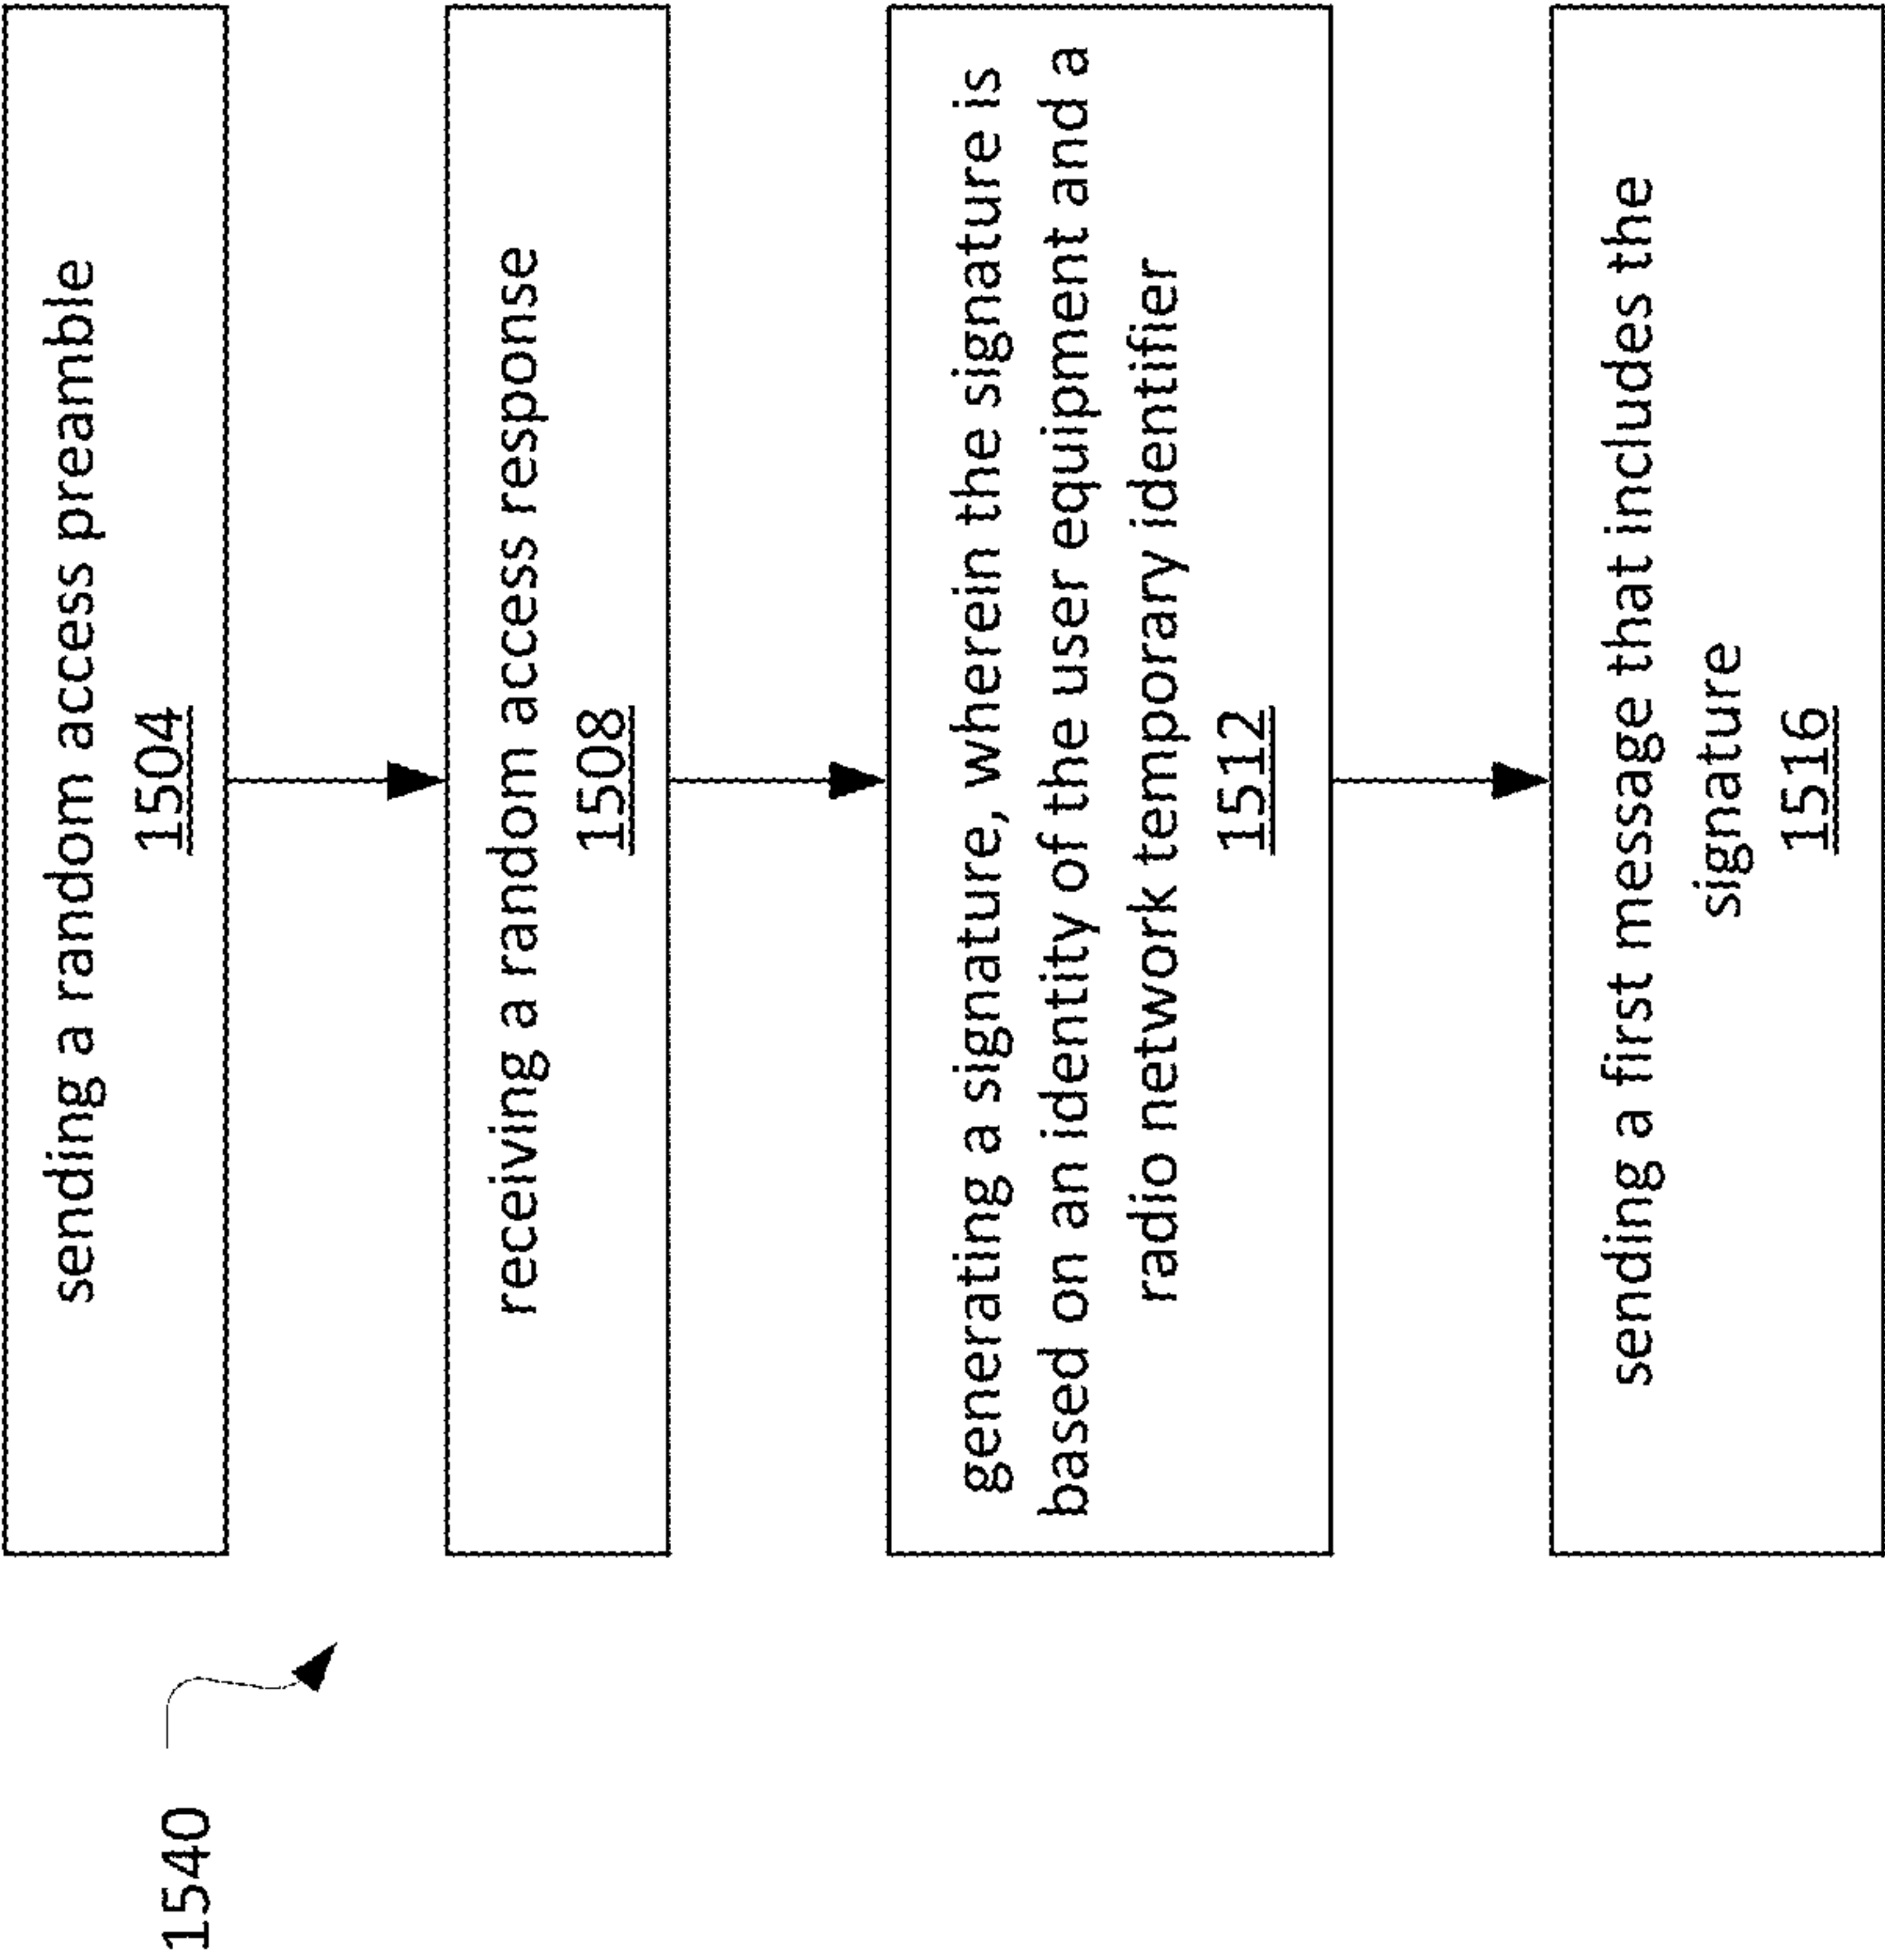 1540
sending a random access preamble
1504
receiving a random access response
1508
generating a signature, wherein the signature is
based on an identity of the user equipment and a
radio network temporary identifier
1512
sending a first message that includes the
signature
1516